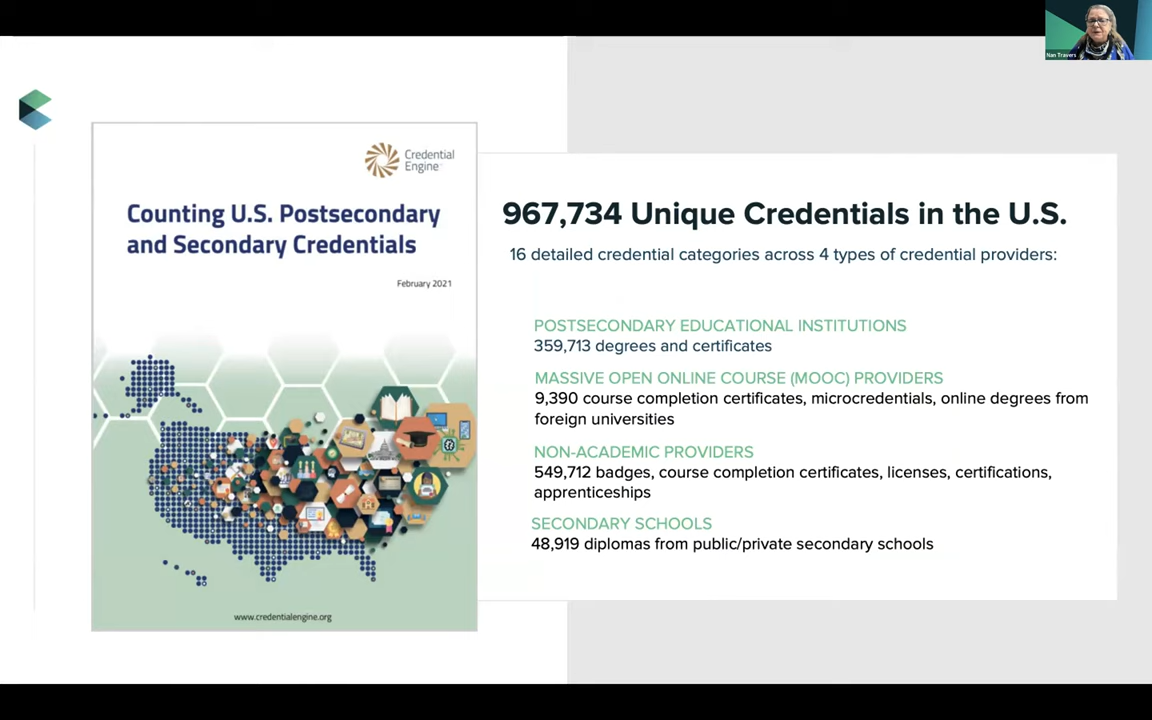 Nan Travers
Credential
Engine
Counting U.S. Postsecondary
and Secondary Credentials
February 2021
www.credentialengine.org
967,734 Unique Credentials in the U.S.
16 detailed credential categories across 4 types of credential providers:
POSTSECONDARY EDUCATIONAL INSTITUTIONS
359,713 degrees and certificates
MASSIVE OPEN ONLINE COURSE (MOOC) PROVIDERS
9,390 course completion certificates, microcredentials, online degrees from
foreign universities
NON-ACADEMIC PROVIDERS
549,712 badges, course completion certificates, licenses, certifications,
apprenticeships
SECONDARY SCHOOLS
48,919 diplomas from public/private secondary schools